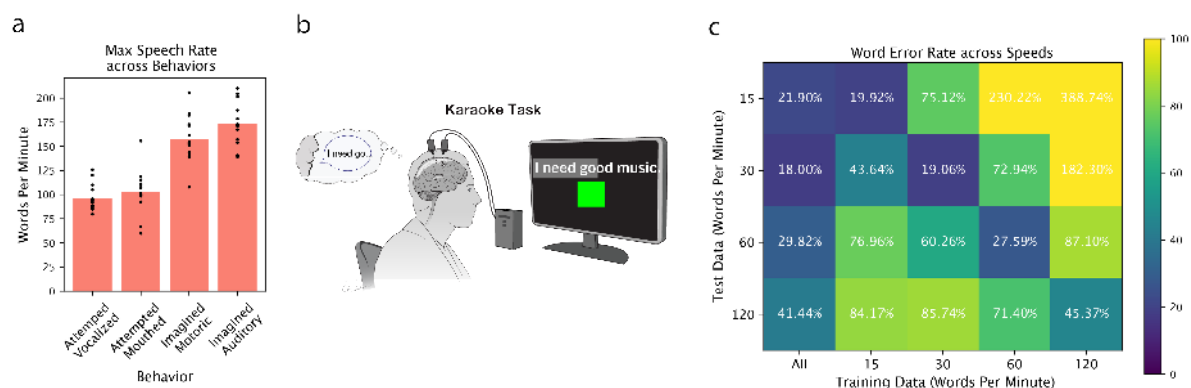 a
Max Speech Rate
across Behaviors
Words Per Minute
200
175
150
125
100
75
50
25
0
Attemped
Vocalized
Attempted
Mouthed
Imagined
Motoric
Imagined
Auditory
Behavior
b
Karaoke Task
I need go..
I need good music.
c
Word Error Rate across Speeds
Test Data (Words Per Minute)
15
21.90% 19.92% 75.12% 230.22% 388.74%
30
18.00% 43.64% 19.06% 72.94% 182.30%
60
29.82% 76.96% 60.26% 27.59% 87.10%
120
41.44% 84.17% 85.74% 71.40% 45.37%
All 15 30 60 120
Training Data (Words Per Minute)
100
80
60
40
20
0